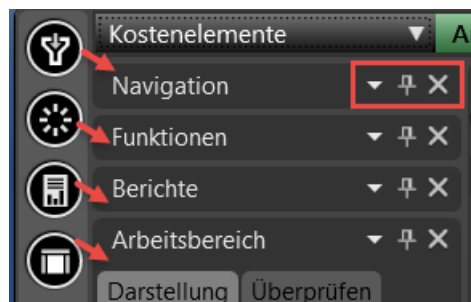 Kostenelemente A
Navigation
Funktionen
Berichte
Arbeitsbereich
Darstellung Überprüfen